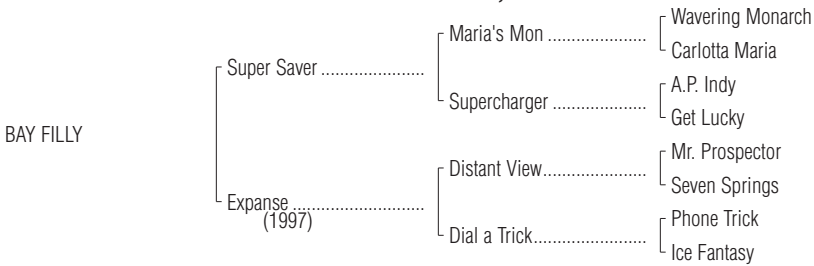 Wavering Monarch
Maria's Mon ......................
Carlotta Maria
Super Saver ......................
A.P. Indy
Supercharger ....................
Get Lucky
BAY FILLY
Mr. Prospector
Distant View.......................
Seven Springs
Expanse ............................
(1997)
Phone Trick
Dial a Trick.........................
Ice Fantasy